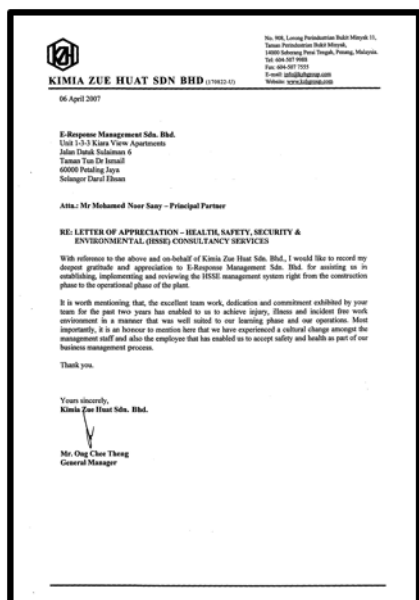 KZH
KIMIA ZUE HUAT SDN BHD (170822-U)
No. 908, Lorong Perindustrian Bukit Minyak 11,
Taman Perindustrian Bukit Minyak,
14000 Seberang Perai Tengah, Penang, Malaysia.
Tel: 604-507 9988
Fax: 604-507 7555
E-mail: info@kzhgroup.com
Website: www.kzhgroup.com
06 April 2007
E-Response Management Sdn. Bhd.
Unit 1-3-3 Kiara View Apartments
Jalan Datuk Sulaiman 6
Taman Tun Dr Ismail
60000 Petaling Jaya
Selangor Darul Ehsan
Attn.: Mr Mohamed Noor Sany – Principal Partner
RE: LETTER OF APPRECIATION – HEALTH, SAFETY, SECURITY &
ENVIRONMENTAL (HSSE) CONSULTANCY SERVICES
With reference to the above and on-behalf of Kimia Zue Huat Sdn. Bhd., I would like to record my
deepest gratitude and appreciation to E-Response Management Sdn. Bhd. for assisting us in
establishing, implementing and reviewing the HSSE management system right from the construction
phase to the operational phase of the plant.
It is worth mentioning that, the excellent team work, dedication and commitment exhibited by your
team for the past two years has enabled to us to achieve injury, illness and incident free work
environment in a manner that was well suited to our learning phase and our operations. Most
importantly, it is an honour to mention here that we have experienced a cultural change amongst the
management staff and also the employee that has enabled us to accept safety and health as part of our
business management process.
Thank you.
Yours sincerely,
Kimia Zue Huat Sdn. Bhd.
Mr. Ong Chee Theng
General Manager